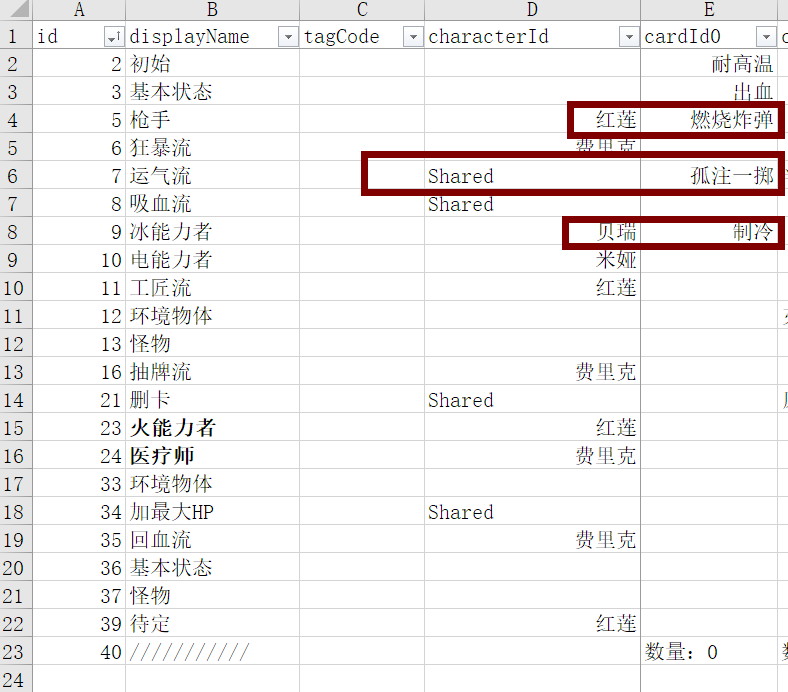 A B C D E
1 id displayName tagCode characterId cardId0
2 2 初始 耐高温
3 3 基本状态 出血
4 5 枪手 红莲 燃烧炸弹
5 6 狂暴流 费里克
6 7 运气流 Shared 孤注一掷
7 8 吸血流 Shared
8 9 冰能力者 贝瑞 制冷
9 10 电能力者 米娅
10 11 工匠流 红莲
11 12 环境物体
12 13 怪物
13 16 抽牌流 费里克
14 21 删卡 Shared
15 23 火能力者 红莲
16 24 医疗师 费里克
17 33 环境物体
18 34 加最大HP Shared
19 35 回血流 费里克
20 36 基本状态
21 37 怪物
22 39 待定 红莲
23 40 /////////// 数量: 0
24